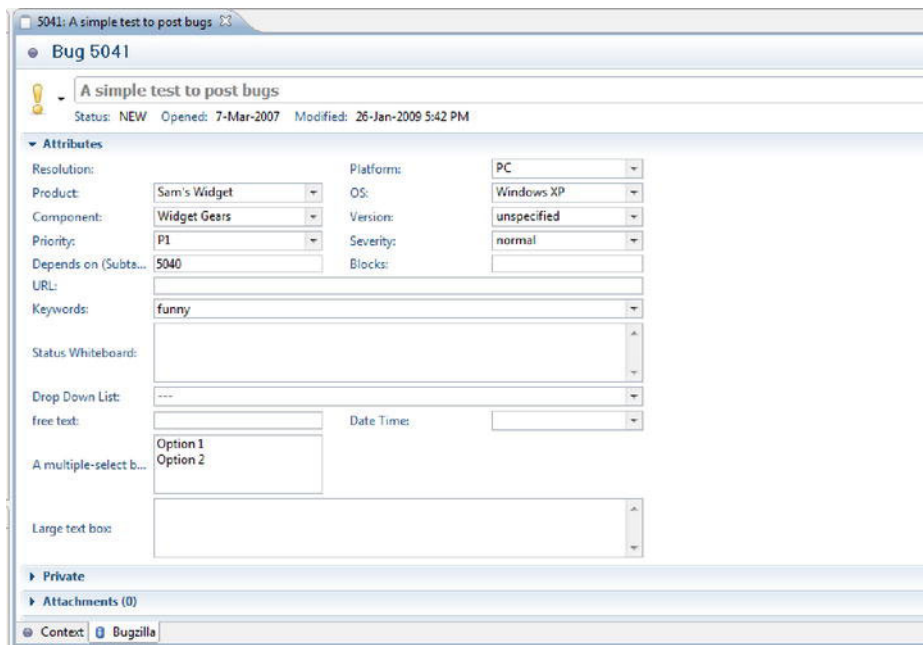 5041: A simple test to post bugs
Bug 5041
A simple test to post bugs
Status: NEW Opened: 7-Mar-2007 Modified: 26-Jan-2009 5:42 PM
Attributes
Resolution: Platform: PC
Product: Sam's Widget OS: Windows XP
Component: Widget Gears Version: unspecified
Priority: P1 Severity: normal
Depends on (Subta... 5040 Blocks:
URL:
Keywords: funny
Status Whiteboard:
Drop Down List: ---
free text: Date Time:
Option 1
A multiple-select b... Option 2
Large text box:
Private
Attachments (0)
Context Bugzilla